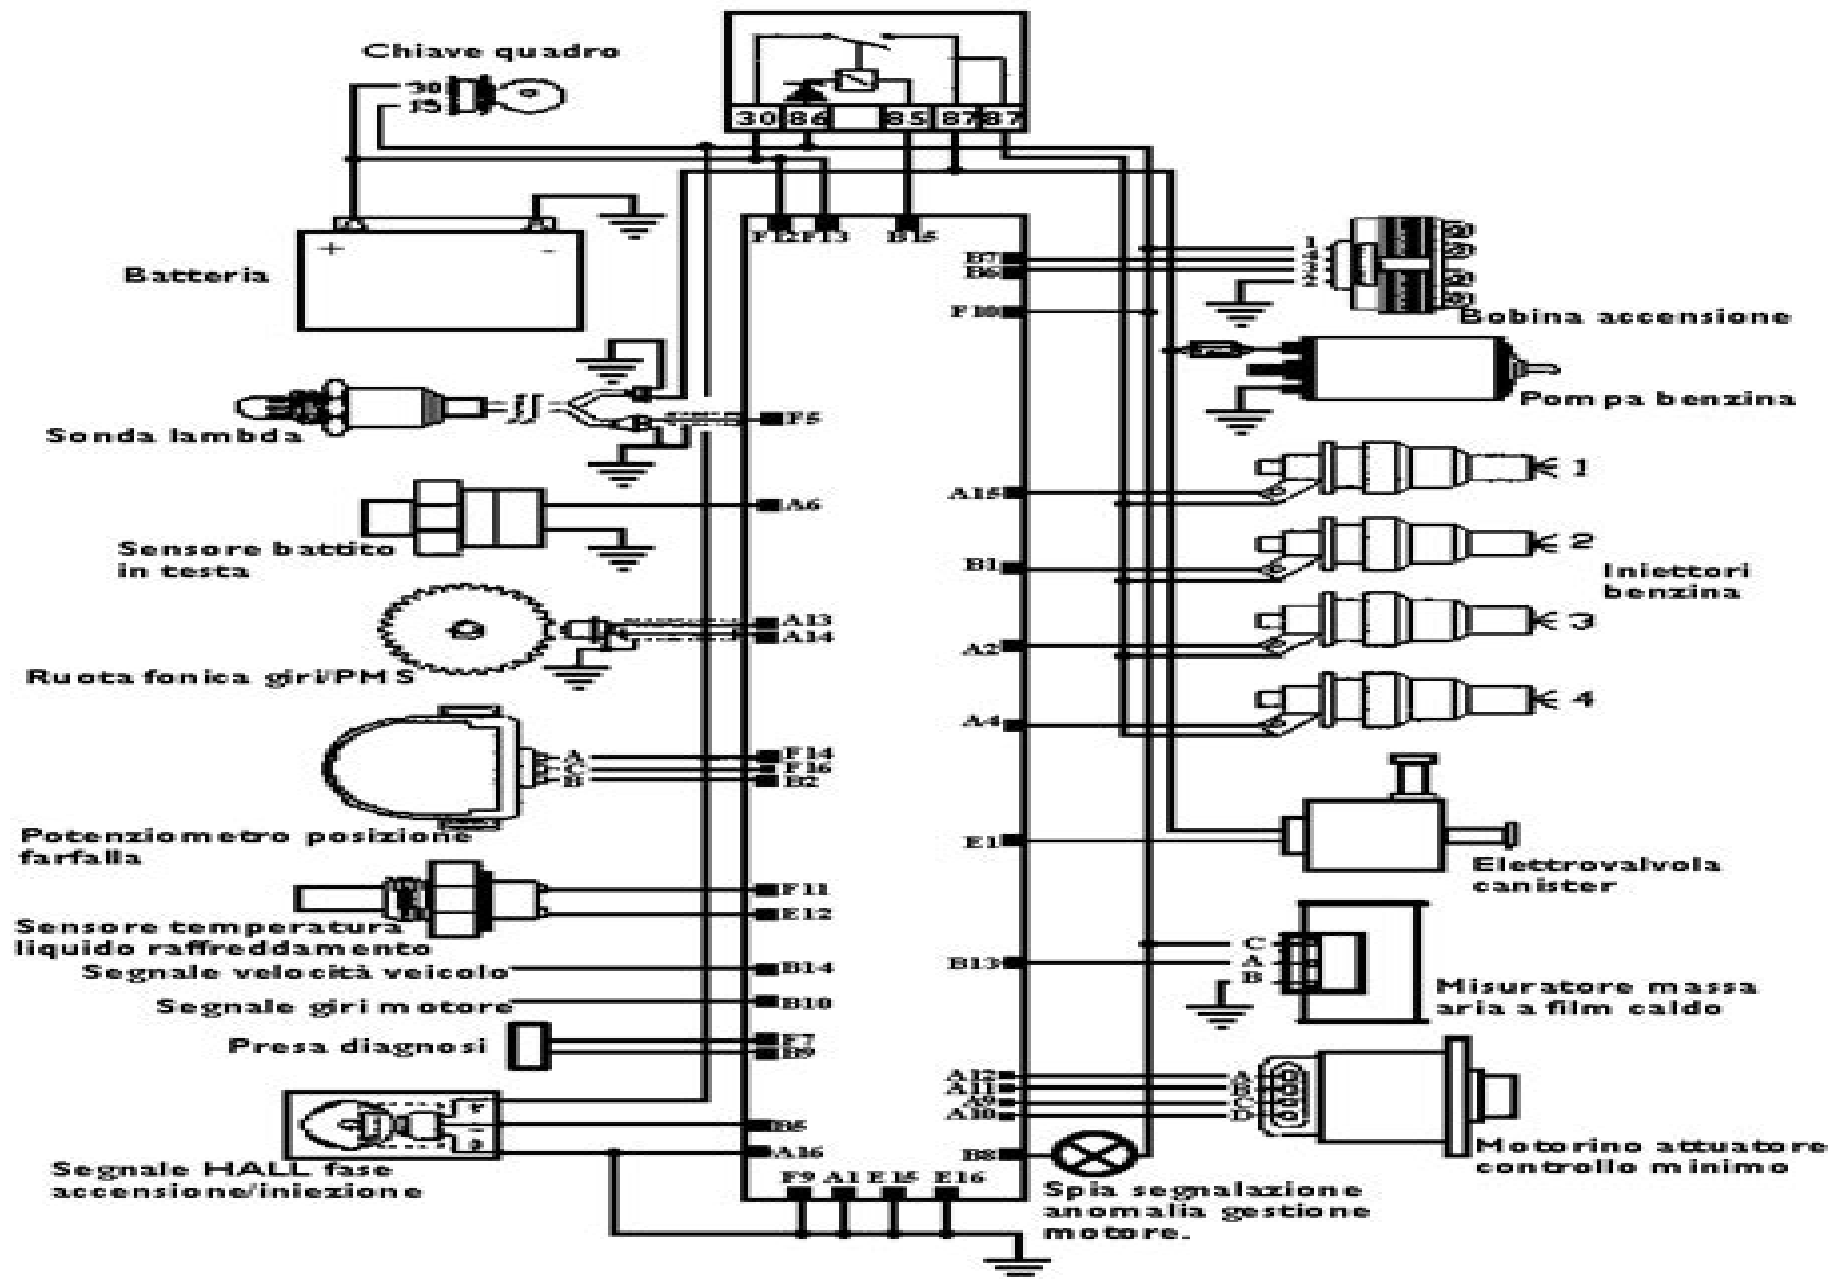 Chiave quadro
30
15
30 86 85 87 87
Batteria
+ -
F12 F13 B15
B7
B6
F10
Bobina accensione
Pompa benzina
Sonda lambda
F5
A6
Sensore battito
in testa
A13
A14
Ruota fonica giri/PMS
A15
B1
A2
A4
1
2
3
4
Iniettori
benzina
A
C
B
F14
F16
B2
Potenziometro posizione
farfalla
E1
Elettrovalvola
canister
F11
E12
Sensore temperatura
liquido raffreddamento
Segnale velocità veicolo
B14
Segnale giri motore
B10
Presa diagnosi
F7
B9
B13
C
A
B
Misuratore massa
aria a film caldo
A12
A11
A9
A10
Motorino attuatore
controllo minimo
B5
A16
Segnale HALL fase
accensione/iniezione
B8
F9 A1 E15 E16
Spia segnalazione
anomalia gestione
motore.